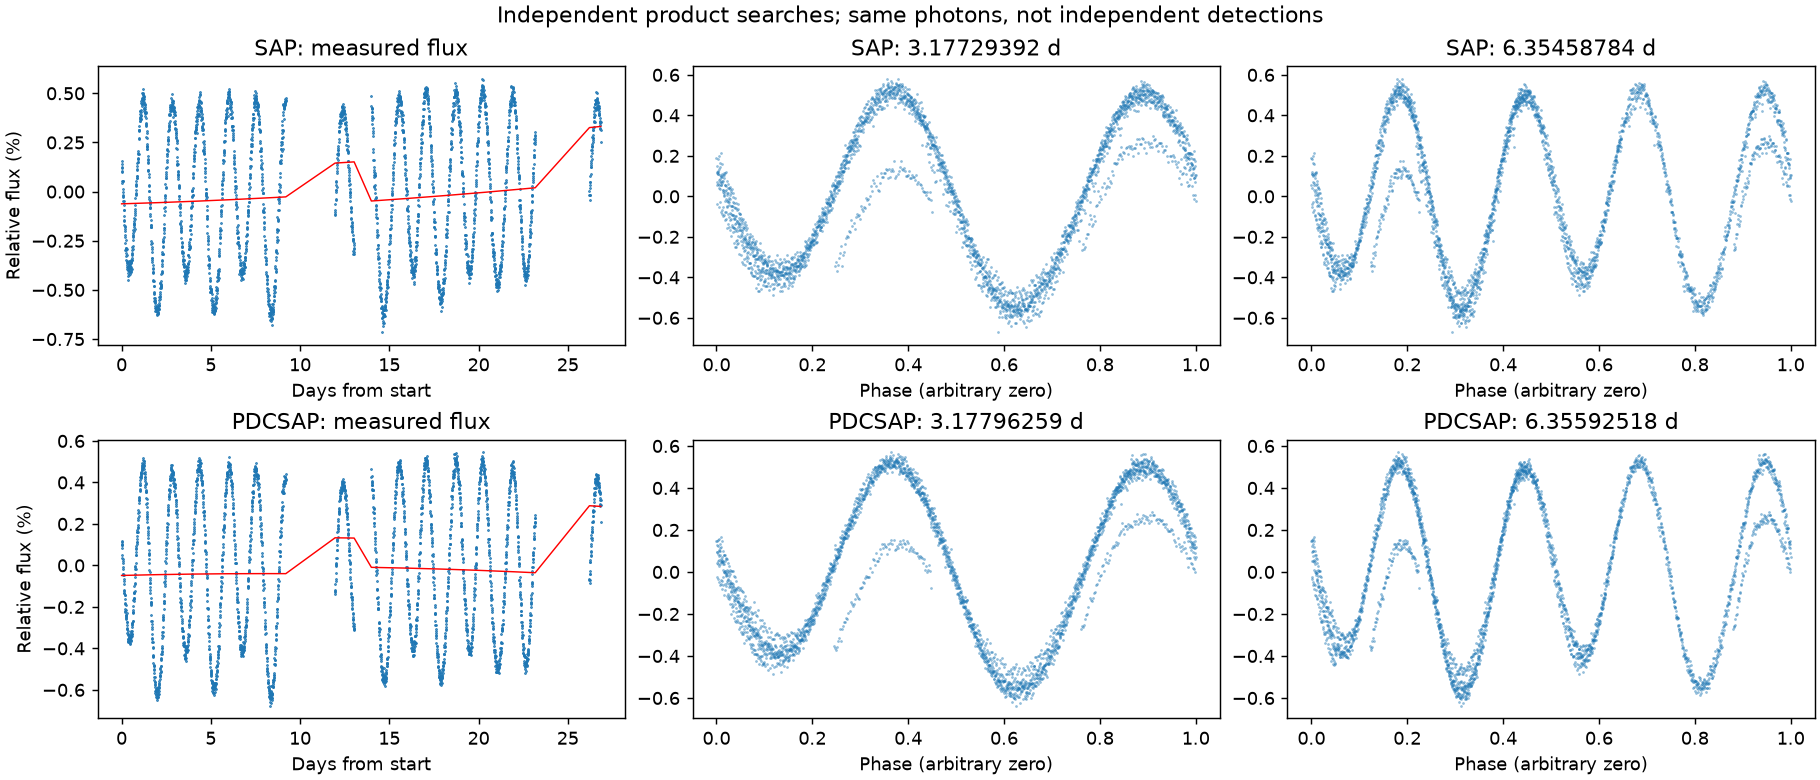 Independent product searches; same photons, not independent detections
SAP: measured flux
SAP: 3.17729392 d
SAP: 6.35458784 d
Relative flux (%)
0.50
0.25
0.00
−0.25
−0.50
−0.75
0 5 10 15 20 25
Days from start
0.6
0.4
0.2
0.0
−0.2
−0.4
−0.6
0.0 0.2 0.4 0.6 0.8 1.0
Phase (arbitrary zero)
0.6
0.4
0.2
0.0
−0.2
−0.4
−0.6
0.0 0.2 0.4 0.6 0.8 1.0
Phase (arbitrary zero)
PDCSAP: measured flux
PDCSAP: 3.17796259 d
PDCSAP: 6.35592518 d
Relative flux (%)
0.6
0.4
0.2
0.0
−0.2
−0.4
−0.6
0 5 10 15 20 25
Days from start
0.6
0.4
0.2
0.0
−0.2
−0.4
−0.6
0.0 0.2 0.4 0.6 0.8 1.0
Phase (arbitrary zero)
0.6
0.4
0.2
0.0
−0.2
−0.4
−0.6
0.0 0.2 0.4 0.6 0.8 1.0
Phase (arbitrary zero)